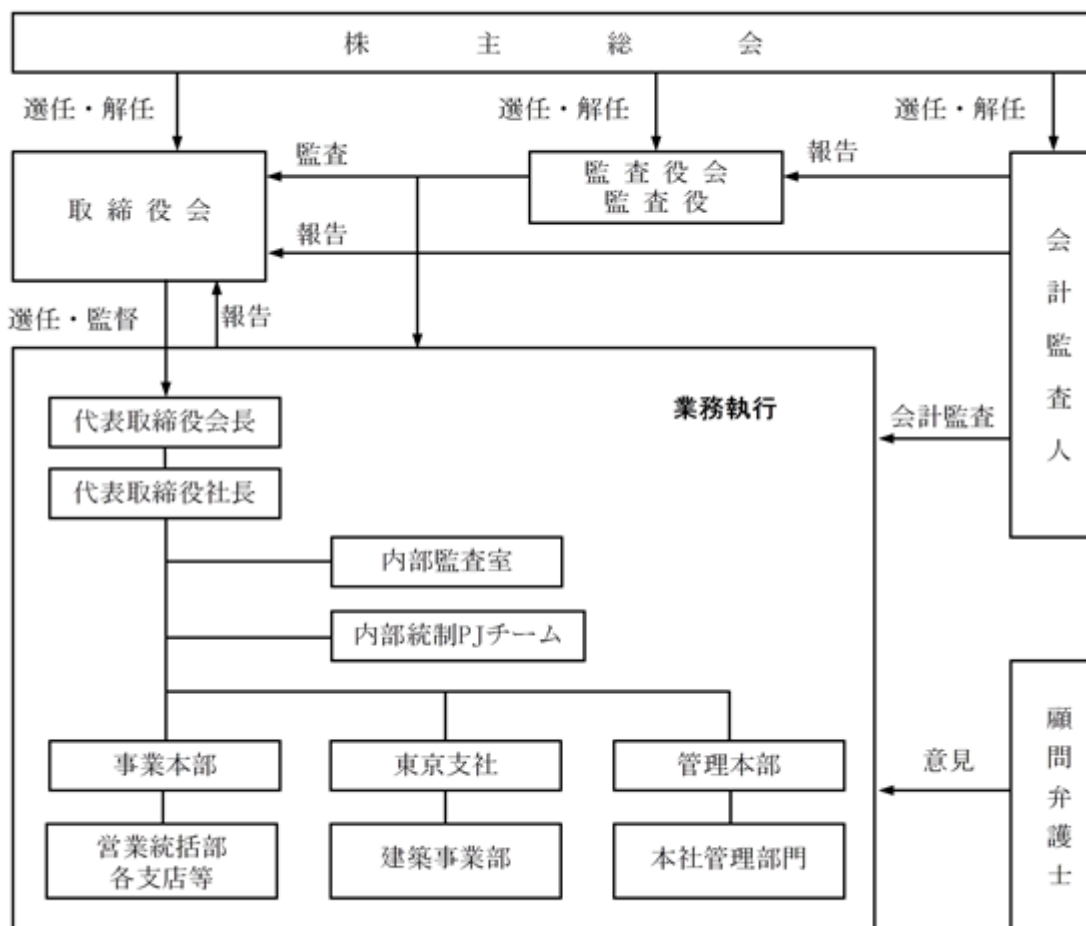 株主総会
選任・解任
選任・解任
選任・解任
監査
報告
監査役会
監査役
取締役会
報告
会計監査人
選任・監督
報告
業務執行
代表取締役会長
会計監査
代表取締役社長
内部監査室
内部統制PJチーム
事業本部
東京支社
管理本部
意見
顧問弁護士
営業統括部
各支店等
建築事業部
本社管理部門